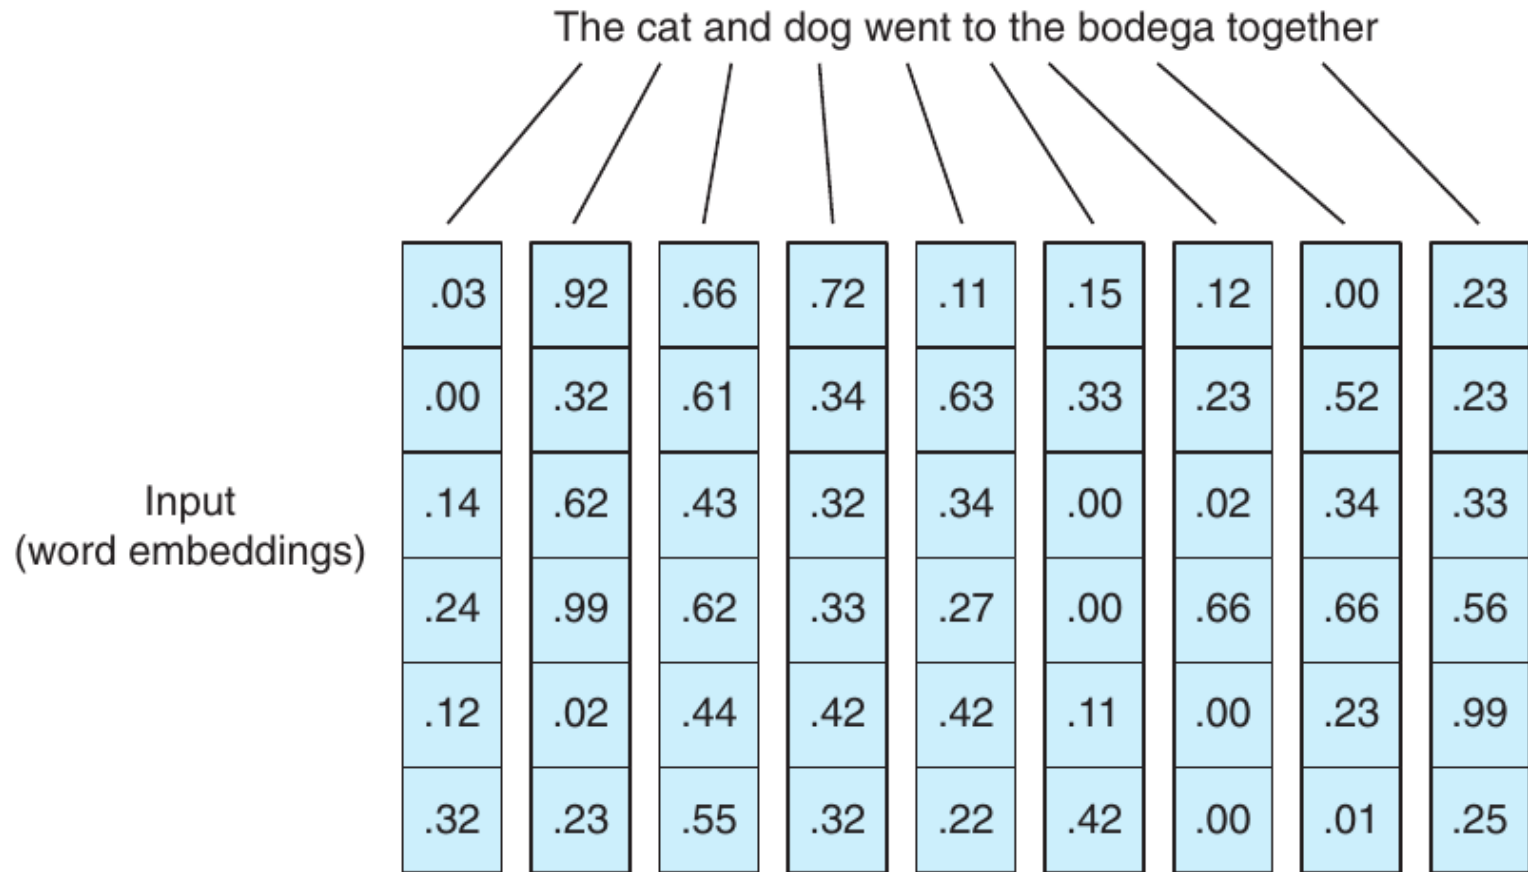 The cat and dog went to the bodega together
.03 .92 .66 .72 .11 .15 .12 .00 .23
.00 .32 .61 .34 .63 .33 .23 .52 .23
Input
(word embeddings)
.14 .62 .43 .32 .34 .00 .02 .34 .33
.24 .99 .62 .33 .27 .00 .66 .66 .56
.12 .02 .44 .42 .42 .11 .00 .23 .99
.32 .23 .55 .32 .22 .42 .00 .01 .25